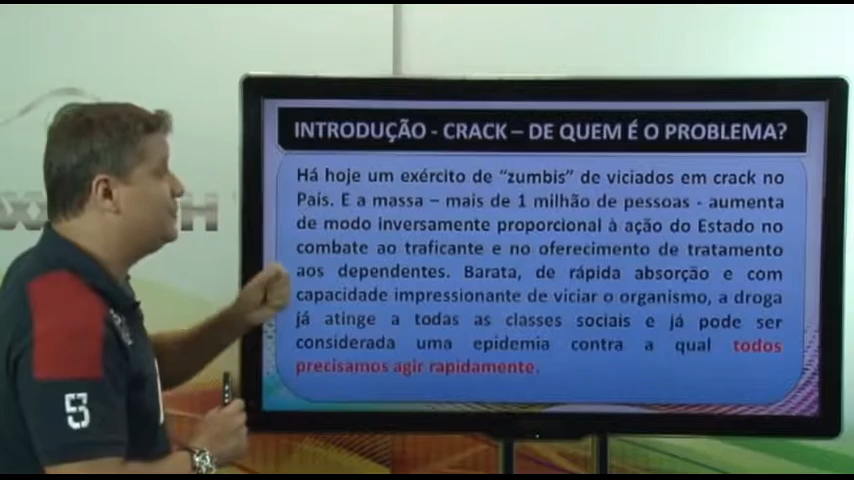 INTRODUÇÃO - CRACK – DE QUEM É O PROBLEMA?
Há hoje um exército de "zumbis" de viciados em crack no
País. E a massa – mais de 1 milhão de pessoas - aumenta
de modo inversamente proporcional à ação do Estado no
combate ao traficante e no oferecimento de tratamento
aos dependentes. Barata, de rápida absorção e com
capacidade impressionante de viciar o organismo, a droga
já atinge a todas as classes sociais e já pode ser
considerada uma epidemia contra a qual todos
precisamos agir rapidamente.
5